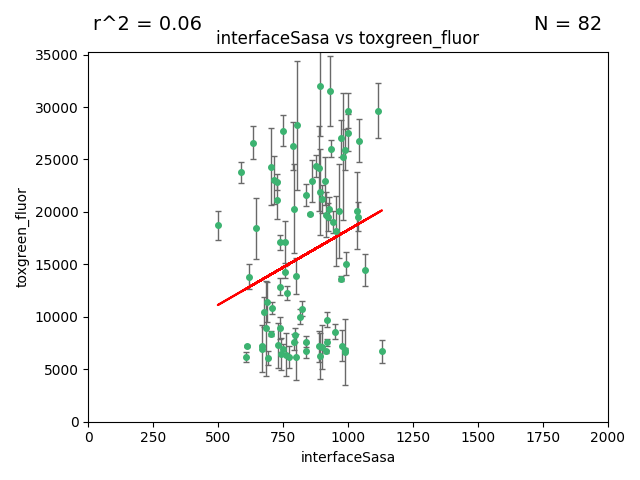 r^2 = 0.06
N = 82
interfaceSasa vs toxgreen_fluor
35000
30000
25000
20000
15000
10000
5000
0
toxgreen_fluor
0 250 500 750 1000 1250 1500 1750 2000
interfaceSasa